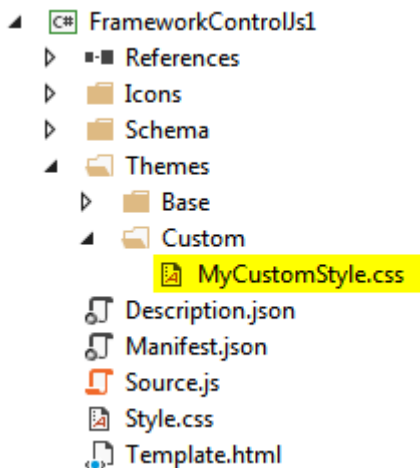 C# FrameworkControlJs1
References
Icons
Schema
Themes
Base
Custom
MyCustomStyle.css
Description.json
Manifest.json
Source.js
Style.css
Template.html